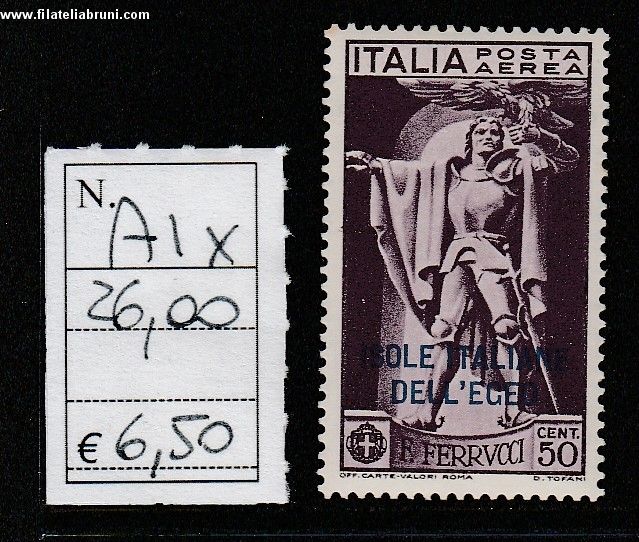 www.filateliabruni.com
N. A1x
26,00
€ 6,50
ITALIA POSTA AEREA
ISOLE ITALIANE
DELL'EGEO
F. FERRVCCI
CENT. 50
OFF. CARTE-VALORI ROMA
D. TOFANI